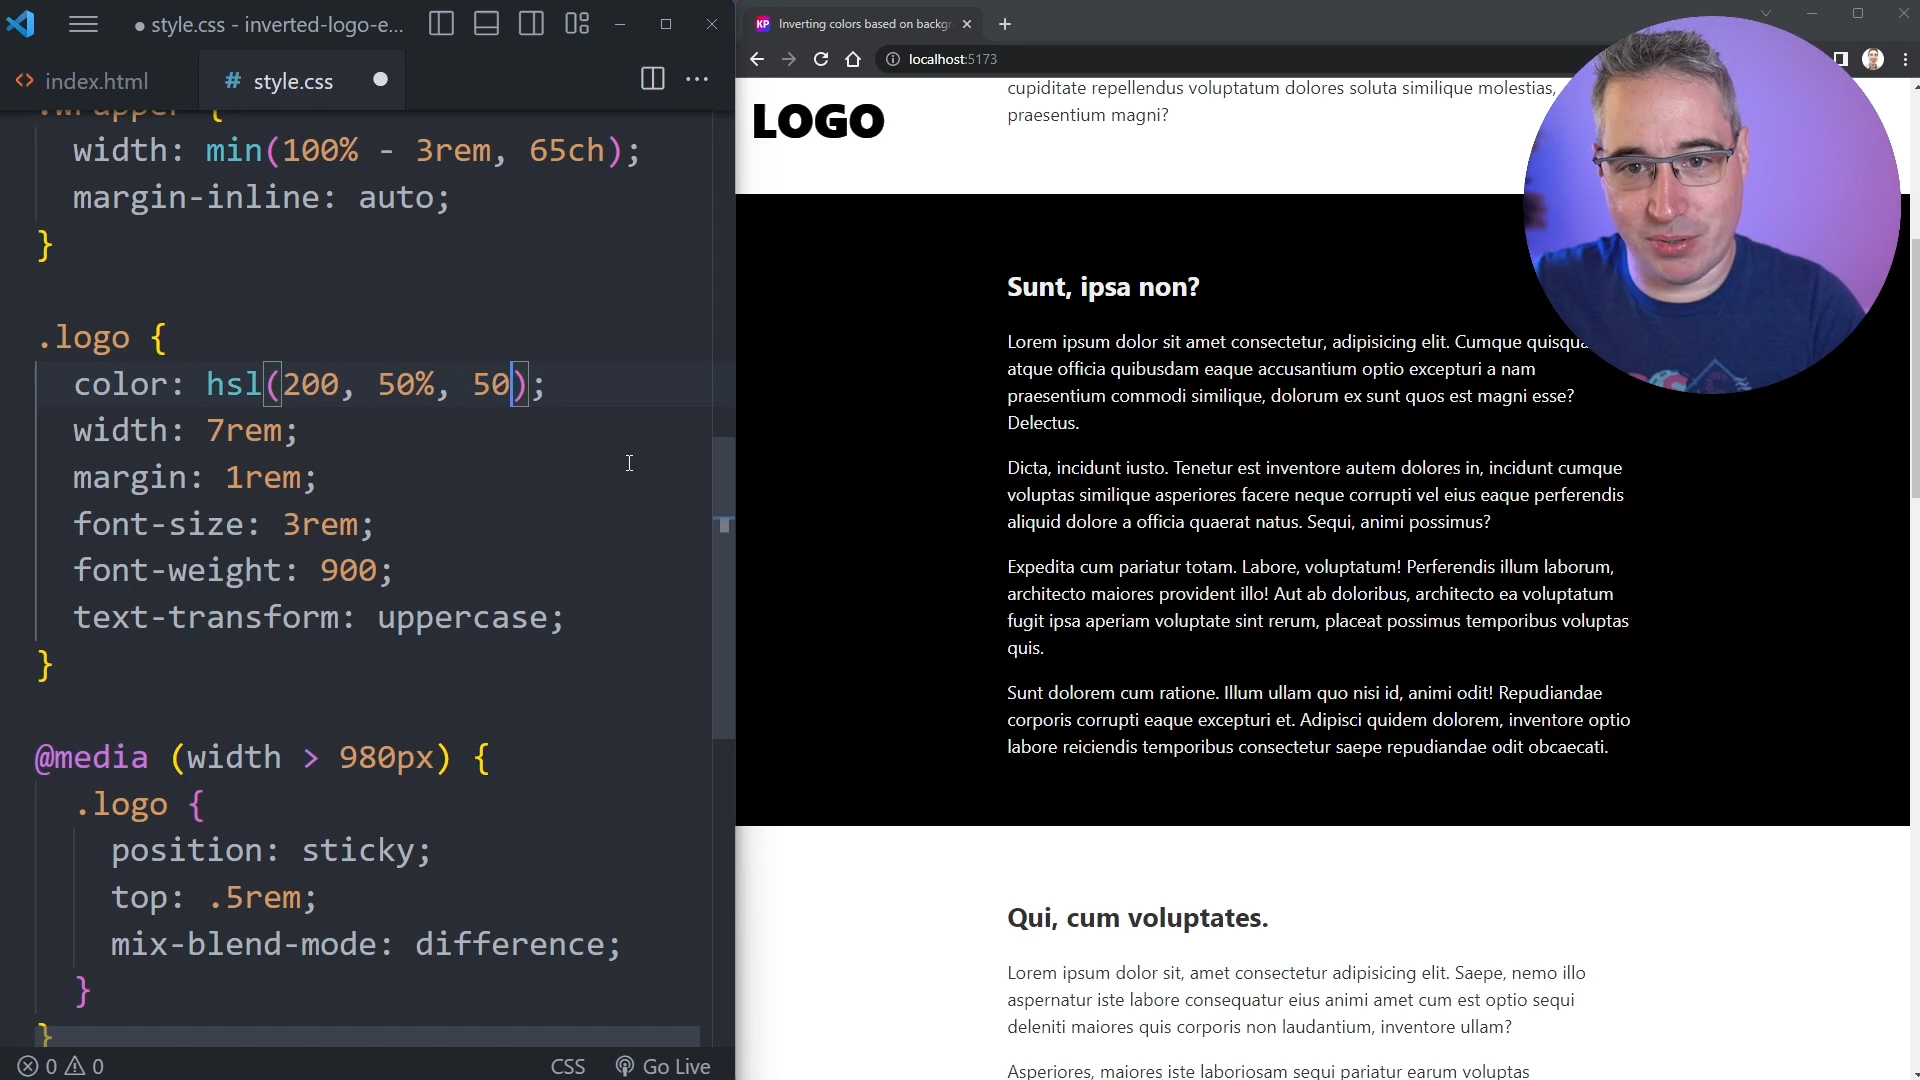 style.css - inverted-logo-e...
index.html
# style.css
.wrapper {
width: min(100% - 3rem, 65ch);
margin-inline: auto;
}
.logo {
color: hsl(200, 50%, 50);
width: 7rem;
margin: 1rem;
font-size: 3rem;
font-weight: 900;
text-transform: uppercase;
}
@media (width > 980px) {
.logo {
position: sticky;
top: .5rem;
mix-blend-mode: difference;
}
}
0 0
CSS
Go Live
KP Inverting colors based on backgr
localhost:5173
LOGO
cupiditate repellendus voluptatum dolores soluta similique molestias,
praesentium magni?
Sunt, ipsa non?
Lorem ipsum dolor sit amet consectetur, adipisicing elit. Cumque
atque officia quibusdam eaque accusantium optio excepturi a nam
praesentium commodi similique, dolorum ex sunt quos est magni esse?
Delectus.
Dicta, incidunt iusto. Tenetur est inventore autem dolores in, incidunt cumque
voluptas similique asperiores facere neque corrupti vel eius eaque perferendis
aliquid dolore a officia quaerat natus. Sequi, animi possimus?
Expedita cum pariatur totam. Labore, voluptatum! Perferendis illum laborum,
architecto maiores provident illo! Aut ab doloribus, architecto ea voluptatum
fugit ipsa aperiam voluptate sint rerum, placeat possimus temporibus voluptas
quis.
Sunt dolorem cum ratione. Illum ullam quo nisi id, animi odit! Repudiandae
corporis corrupti eaque excepturi et. Adipisci quidem dolorem, inventore optio
labore reiciendis temporibus consectetur saepe repudiandae odit obcaecati.
Qui, cum voluptates.
Lorem ipsum dolor sit, amet consectetur adipisicing elit. Saepe, nemo illo
aspernatur iste labore consequatur eius animi amet cum est optio sequi
deleniti maiores quis corporis non laudantium, inventore ullam?
Asperiores, maiores iste laboriosam sequi pariatur earum voluptas